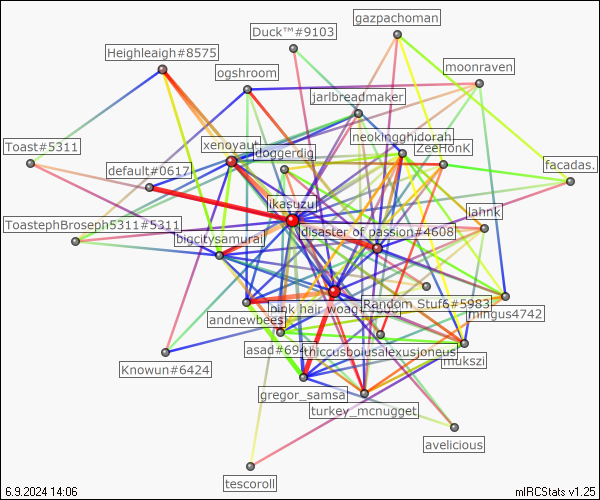 gazpachoman
Duck™#9103
Heighleaigh#8575
moonraven
ogshroom
jarlbreadmaker
neokingghidorah
xenoyaut
Toast#5311
doggerdig
ZeeHonK
default#0617
facadas.
ikasuzu
lahnk
ToastephBroseph5311#5311
disaster of passion#4608
bigcitysamurai
Random Stuf6#5983
pink hair woag
mingus4742
andnewbees
asad#694
thiccusboiusalexusjoneus
mukszi
Knowun#6424
gregor_samsa
turkey_mcnugget
avelicious
tescoroll
6.9.2024 14:06
mIRCStats v1.25